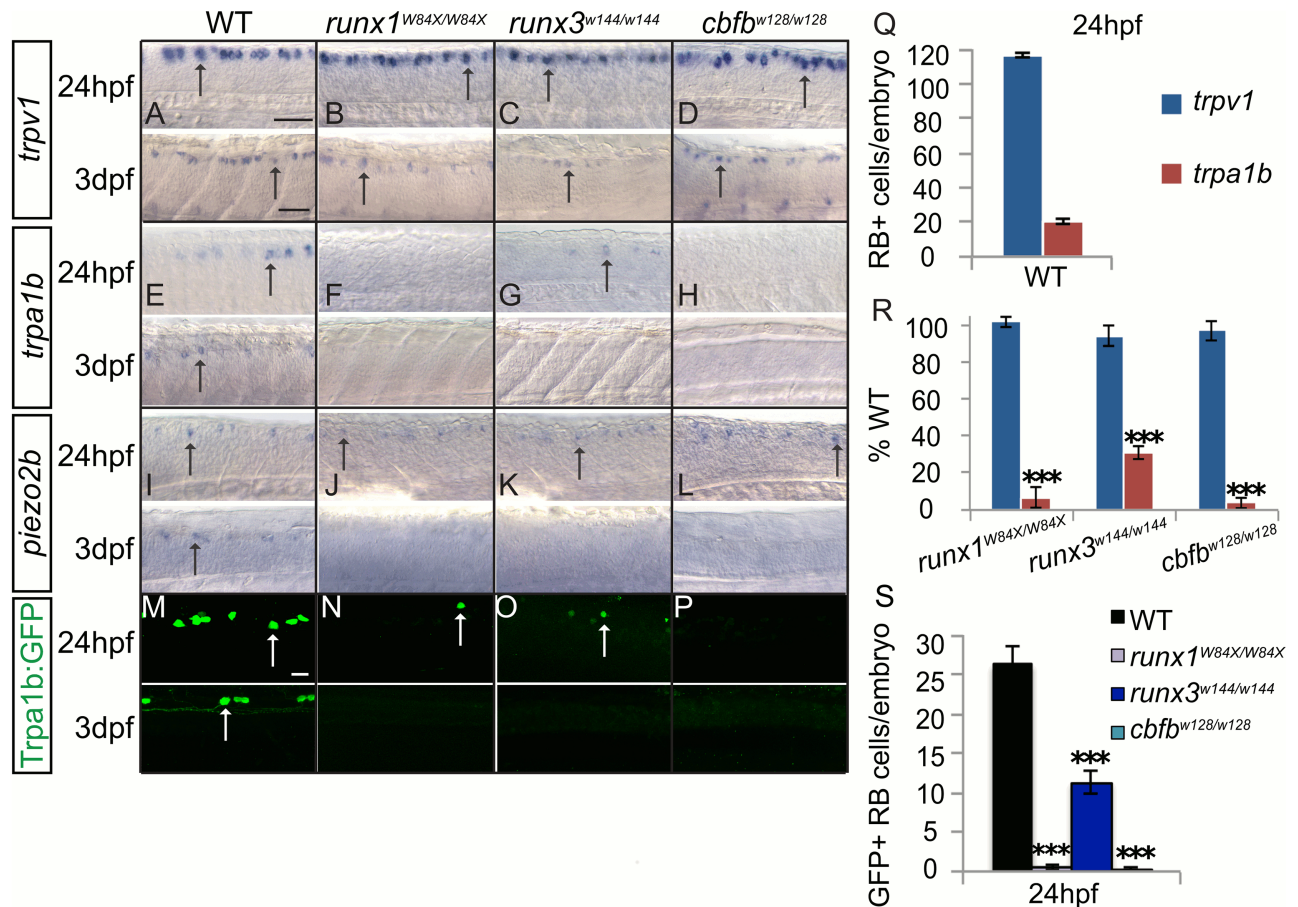 WT runx1W84X/W84X runx3w144/w144 cbfbw128/w128
trpv1
24hpf
A B C D
3dpf
trpa1b
24hpf
E F G H
3dpf
piezo2b
24hpf
I J K L
3dpf
Trpa1b:GFP
24hpf
M N O P
3dpf
Q 24hpf
RB+ cells/embryo
120
100
80
60
40
20
0
WT
trpv1
trpa1b
R
% WT
100
80
60
40
20
0
*** *** ***
runx1W84X/W84X runx3w144/w144 cbfbw128/w128
S
GFP+ RB cells/embryo
30
25
20
15
10
5
0
WT
runx1W84X/W84X
runx3w144/w144
cbfbw128/w128
*** *** ***
24hpf